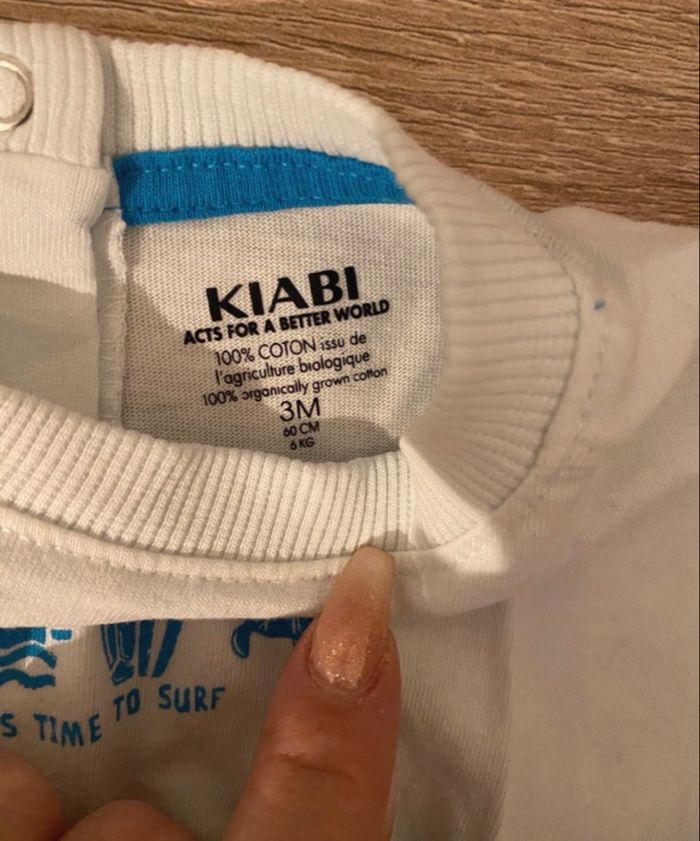 KIABI
ACTS FOR A BETTER WORLD
100% COTON issu de
l'agriculture biologique
100% organically grown cotton
3M
60 CM
6 KG
S TIME TO SURF